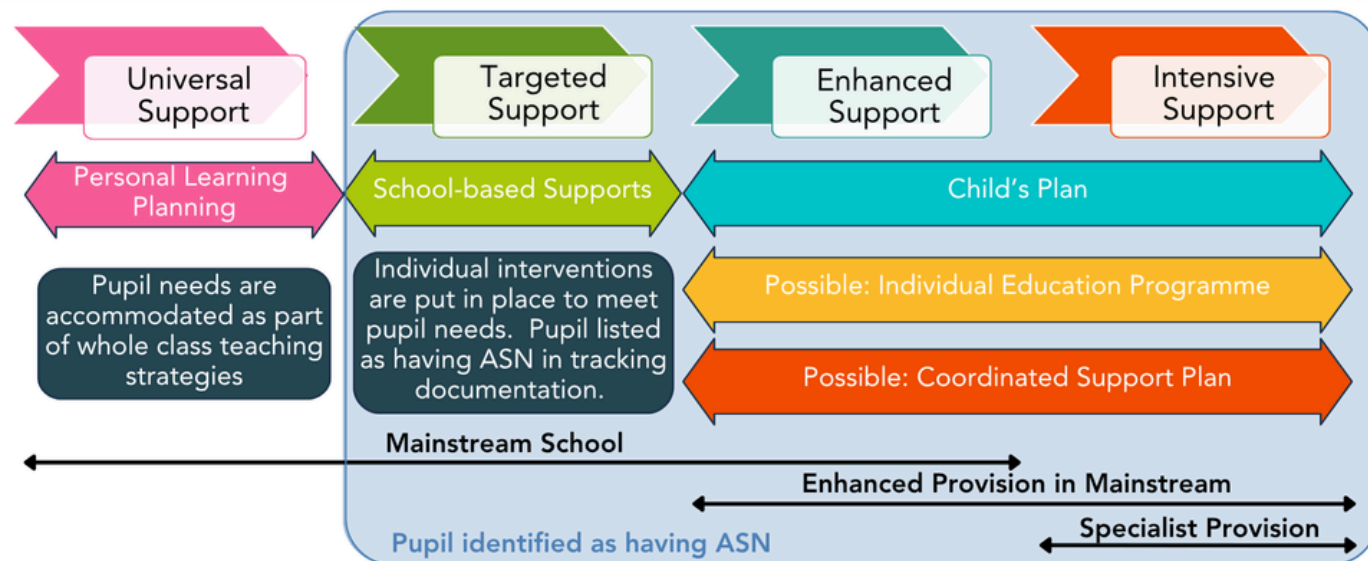 Universal
Support
Targeted
Support
Enhanced
Support
Intensive
Support
Personal Learning
Planning
School-based Supports
Child’s Plan
Pupil needs are
accommodated as part
of whole class teaching
strategies
Individual interventions
are put in place to meet
pupil needs.  Pupil listed
as having ASN in tracking
documentation.
Possible: Individual Education Programme
Possible: Coordinated Support Plan
Mainstream School
Enhanced Provision in Mainstream
Specialist Provision
Pupil identified as having ASN